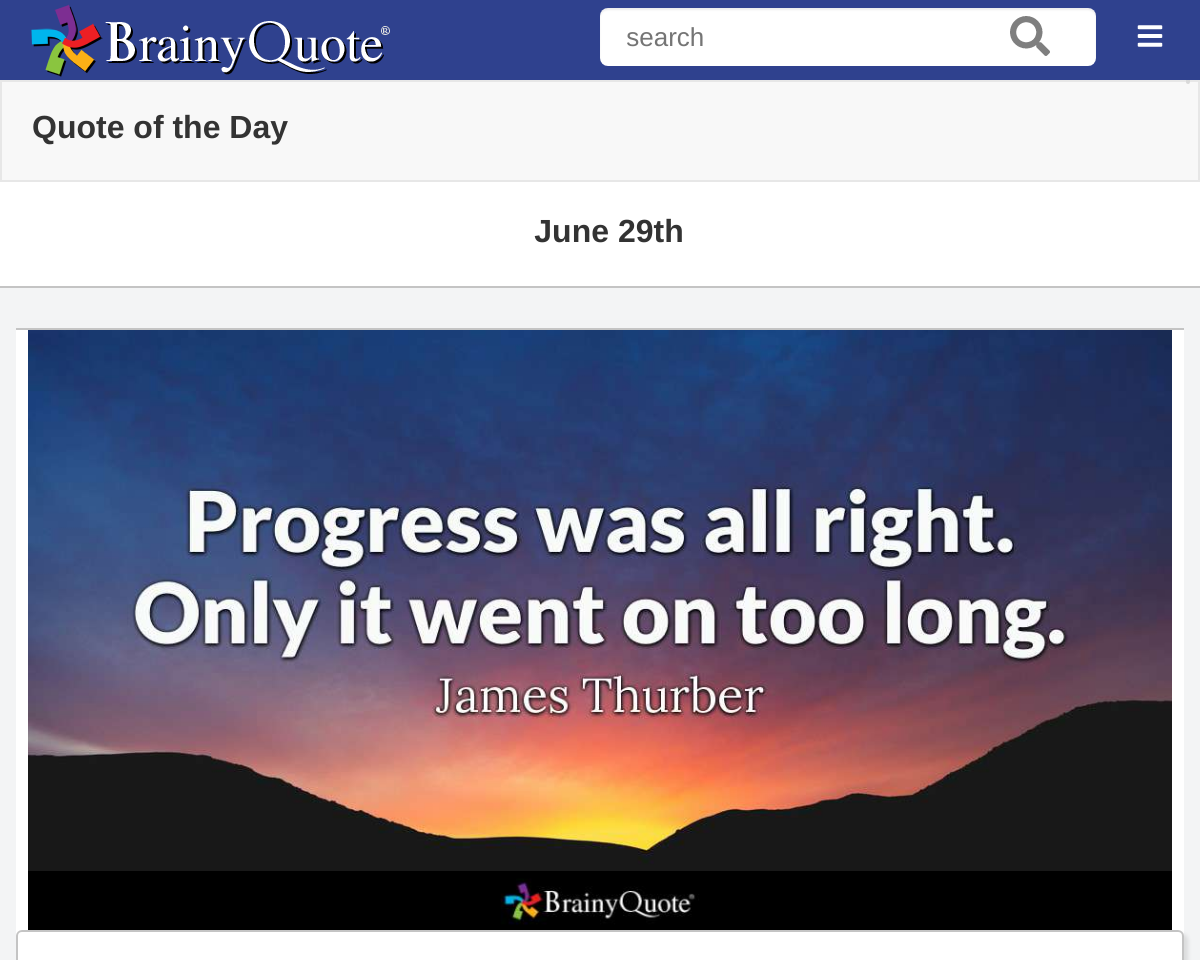 BrainyQuote®
search
Quote of the Day
June 29th
Progress was all right.
Only it went on too long.
James Thurber
BrainyQuote®